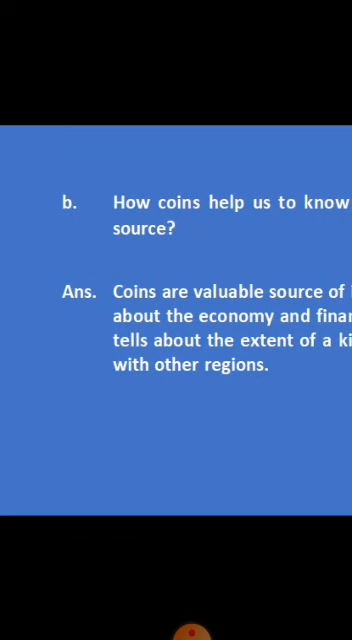 b. How coins help us to know
source?
Ans. Coins are valuable source of
about the economy and finan
tells about the extent of a ki
with other regions.